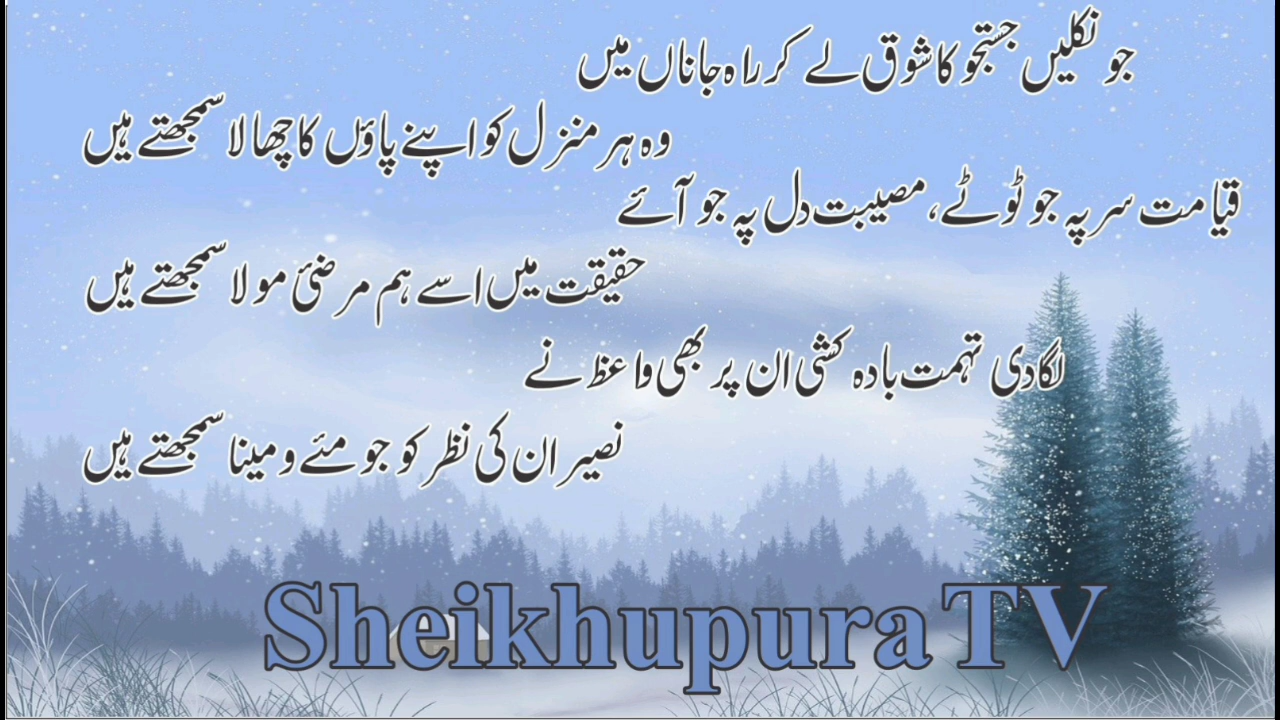 جو نکلیں جستجو کا شوق لے کر راہ جاناں میں
وہ ہر منزل کو اپنے پاؤں کا چھالا سمجھتے ہیں
قیامت سر پہ جو ٹوٹے، مصیبت دل پہ جو آئے
حقیقت میں اسے ہم مرضئ مولا سمجھتے ہیں
لگادی تہمت بادہ کشی ان پر بھی واعظ نے
نصیر ان کی نظر کو جو مئے و مینا سمجھتے ہیں
Sheikhupura TV